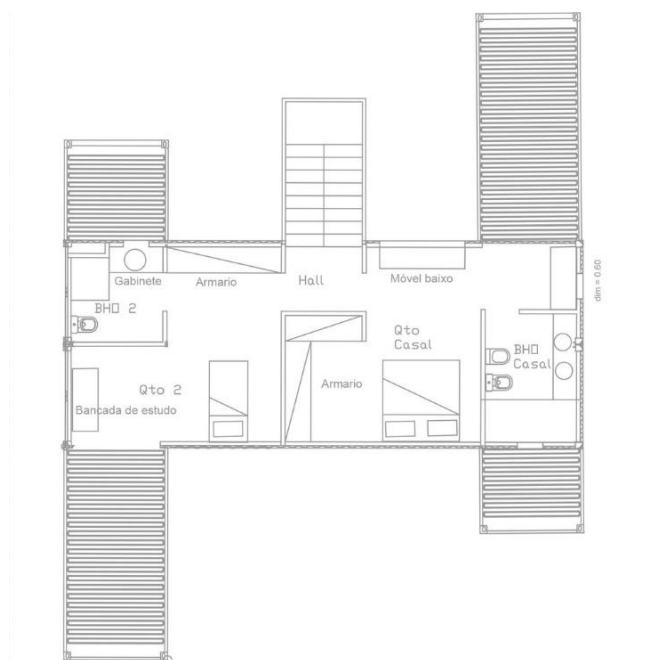 Gabinete
Armario
Hall
Móvel baixo
dim = 0.60
BHO 2
Qto
Casal
BHO
Casal
Armario
Qto 2
Bancada de estudo